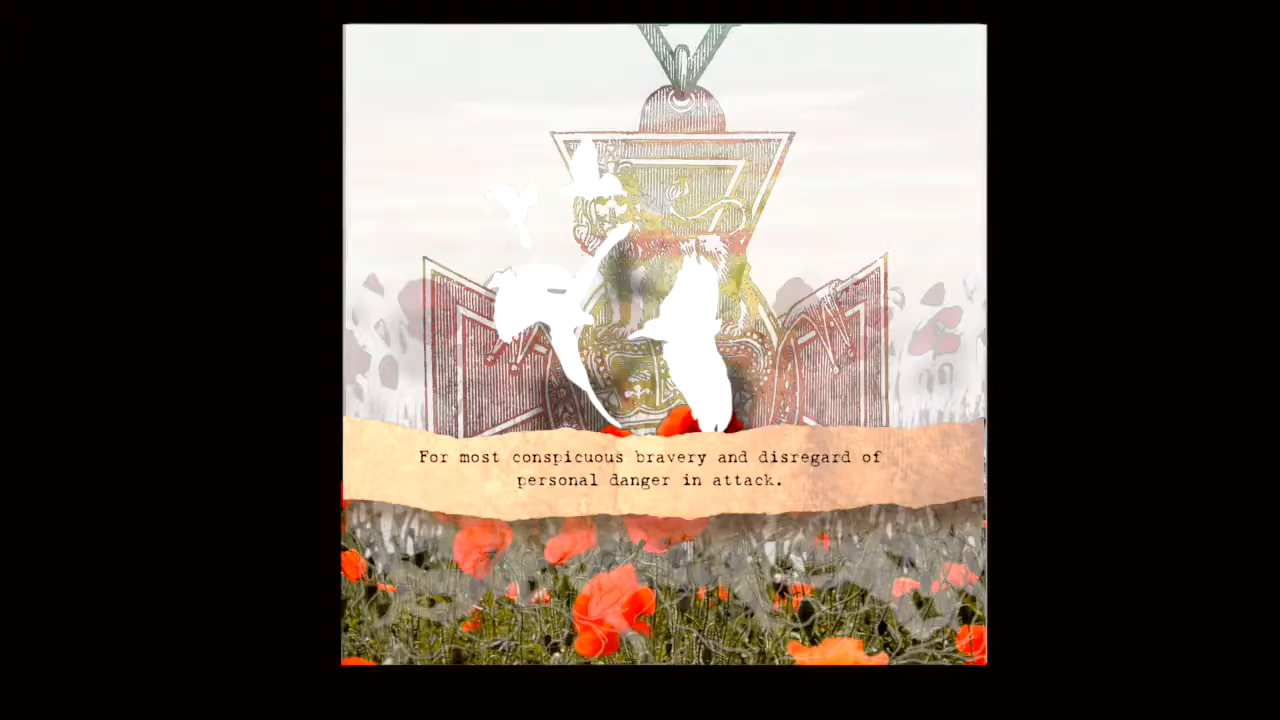 For most conspicuous bravery and disregard of
personal danger in attack.